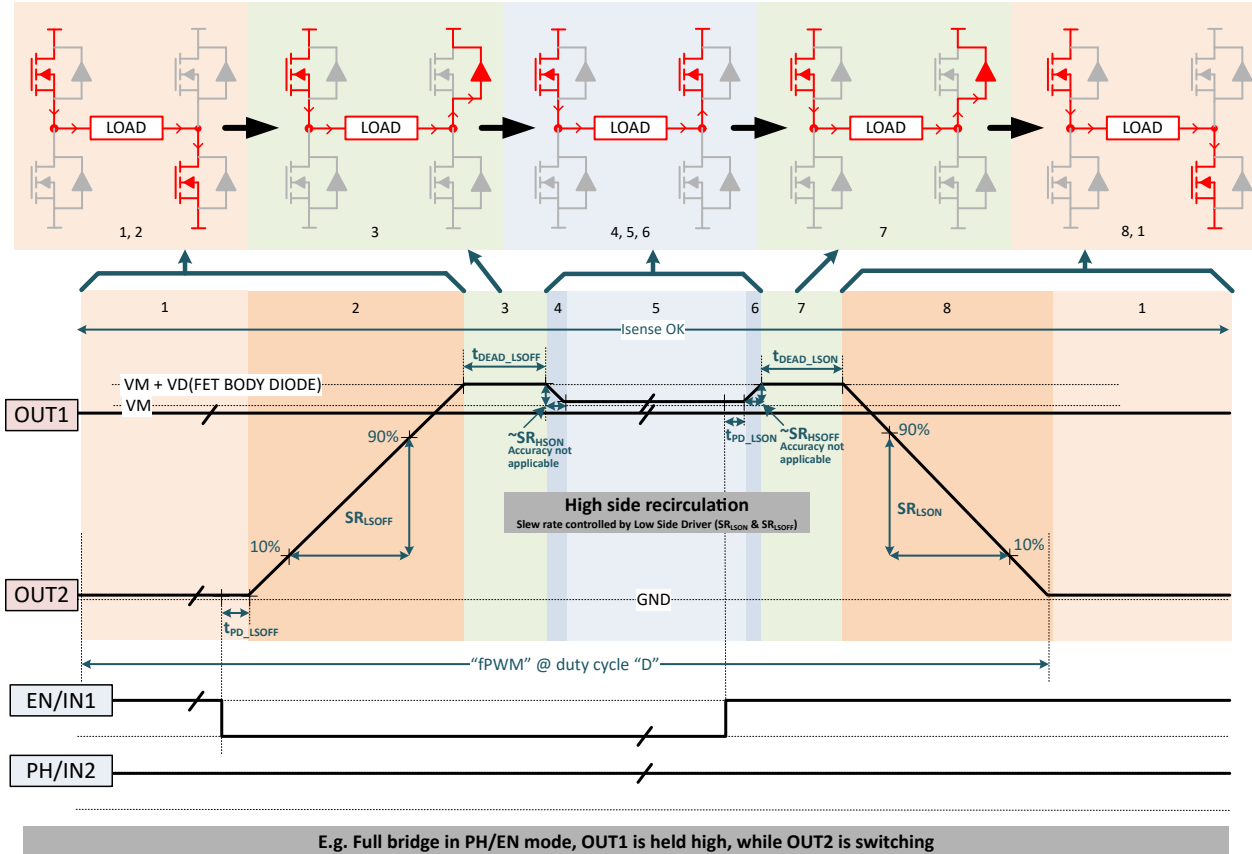 LOAD
LOAD
LOAD
LOAD
LOAD
1, 2
3
4, 5, 6
7
8, 1
1
2
3
4
5
6
7
8
1
Isense OK
tDEAD_LSOFF
tDEAD_LSON
VM + VD(FET BODY DIODE)
VM
OUT1
~SRHSON
Accuracy not
applicable
tPD_LSON
~SRHSOFF
Accuracy not
applicable
90%
90%
High side recirculation
Slew rate controlled by Low Side Driver (SRLSON & SRLSOFF)
SRLSOFF
SRLSON
10%
10%
OUT2
GND
tPD_LSOFF
“fPWM” @ duty cycle “D”
EN/IN1
PH/IN2
E.g. Full bridge in PH/EN mode, OUT1 is held high, while OUT2 is switching